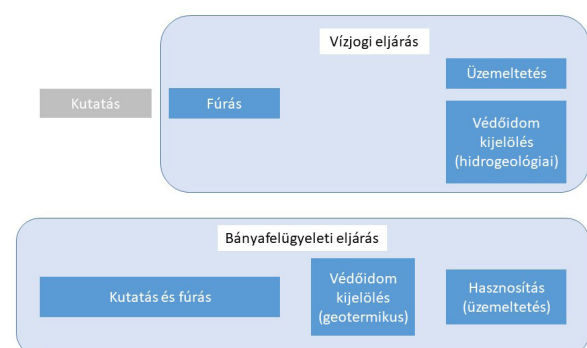 Vízjogi eljárás
Üzemeltetés
Kutatás
Fúrás
Védőidom
kijelölés
(hidrogeológiai)
Bányafelügyeleti eljárás
Kutatás és fúrás
Védőidom
kijelölés
(geotermikus)
Hasznosítás
(üzemeltetés)